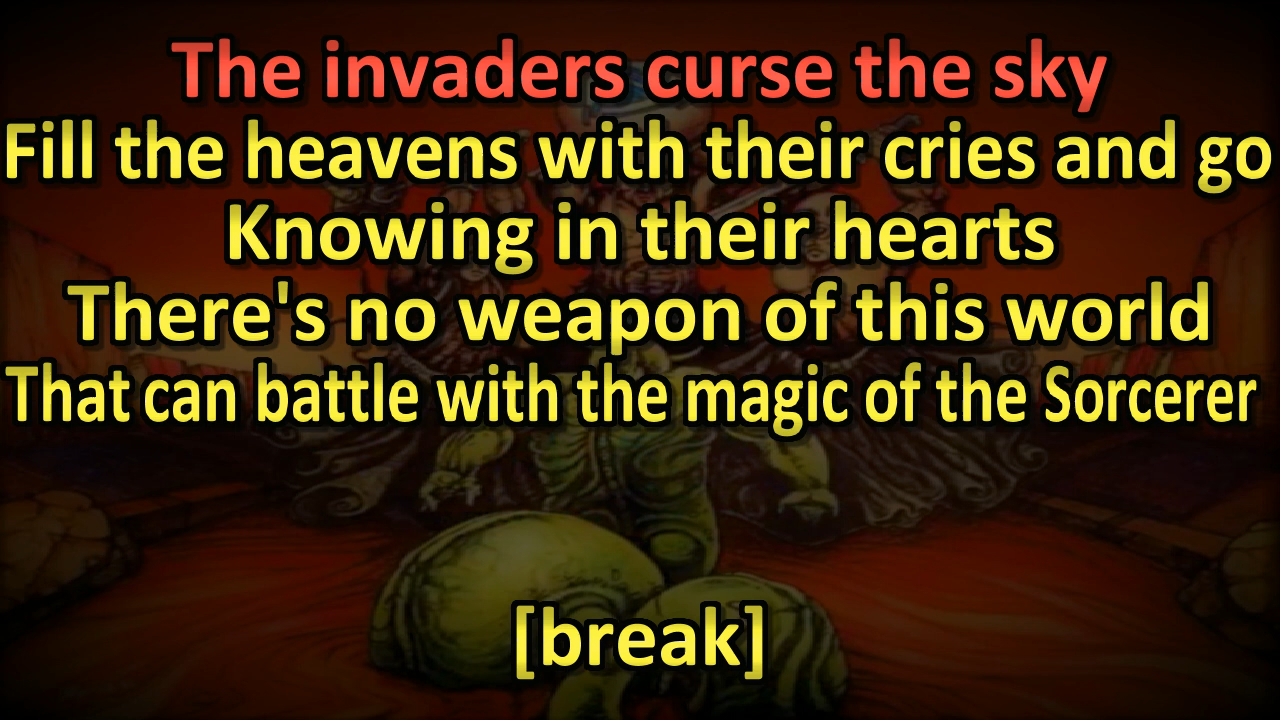 The invaders curse the sky
Fill the heavens with their cries and go
Knowing in their hearts
There's no weapon of this world
That can battle with the magic of the Sorcerer
[break]